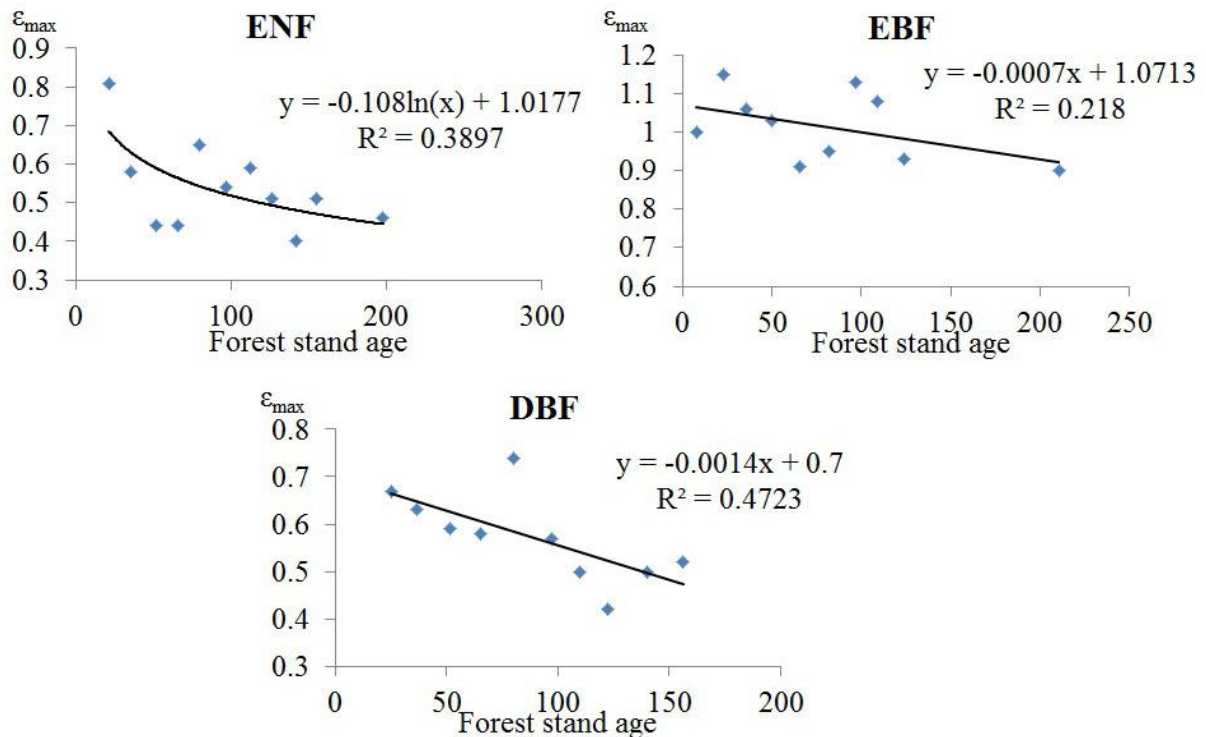 ENF
εmax
0.9
0.8
0.7
0.6
0.5
0.4
0.3
y = -0.108ln(x) + 1.0177
R² = 0.3897
0 100 200 300
Forest stand age
EBF
εmax
1.2
1.1
1
0.9
0.8
0.7
0.6
y = -0.0007x + 1.0713
R² = 0.218
0 50 100 150 200 250
Forest stand age
DBF
εmax
0.8
0.7
0.6
0.5
0.4
0.3
y = -0.0014x + 0.7
R² = 0.4723
0 50 100 150 200
Forest stand age